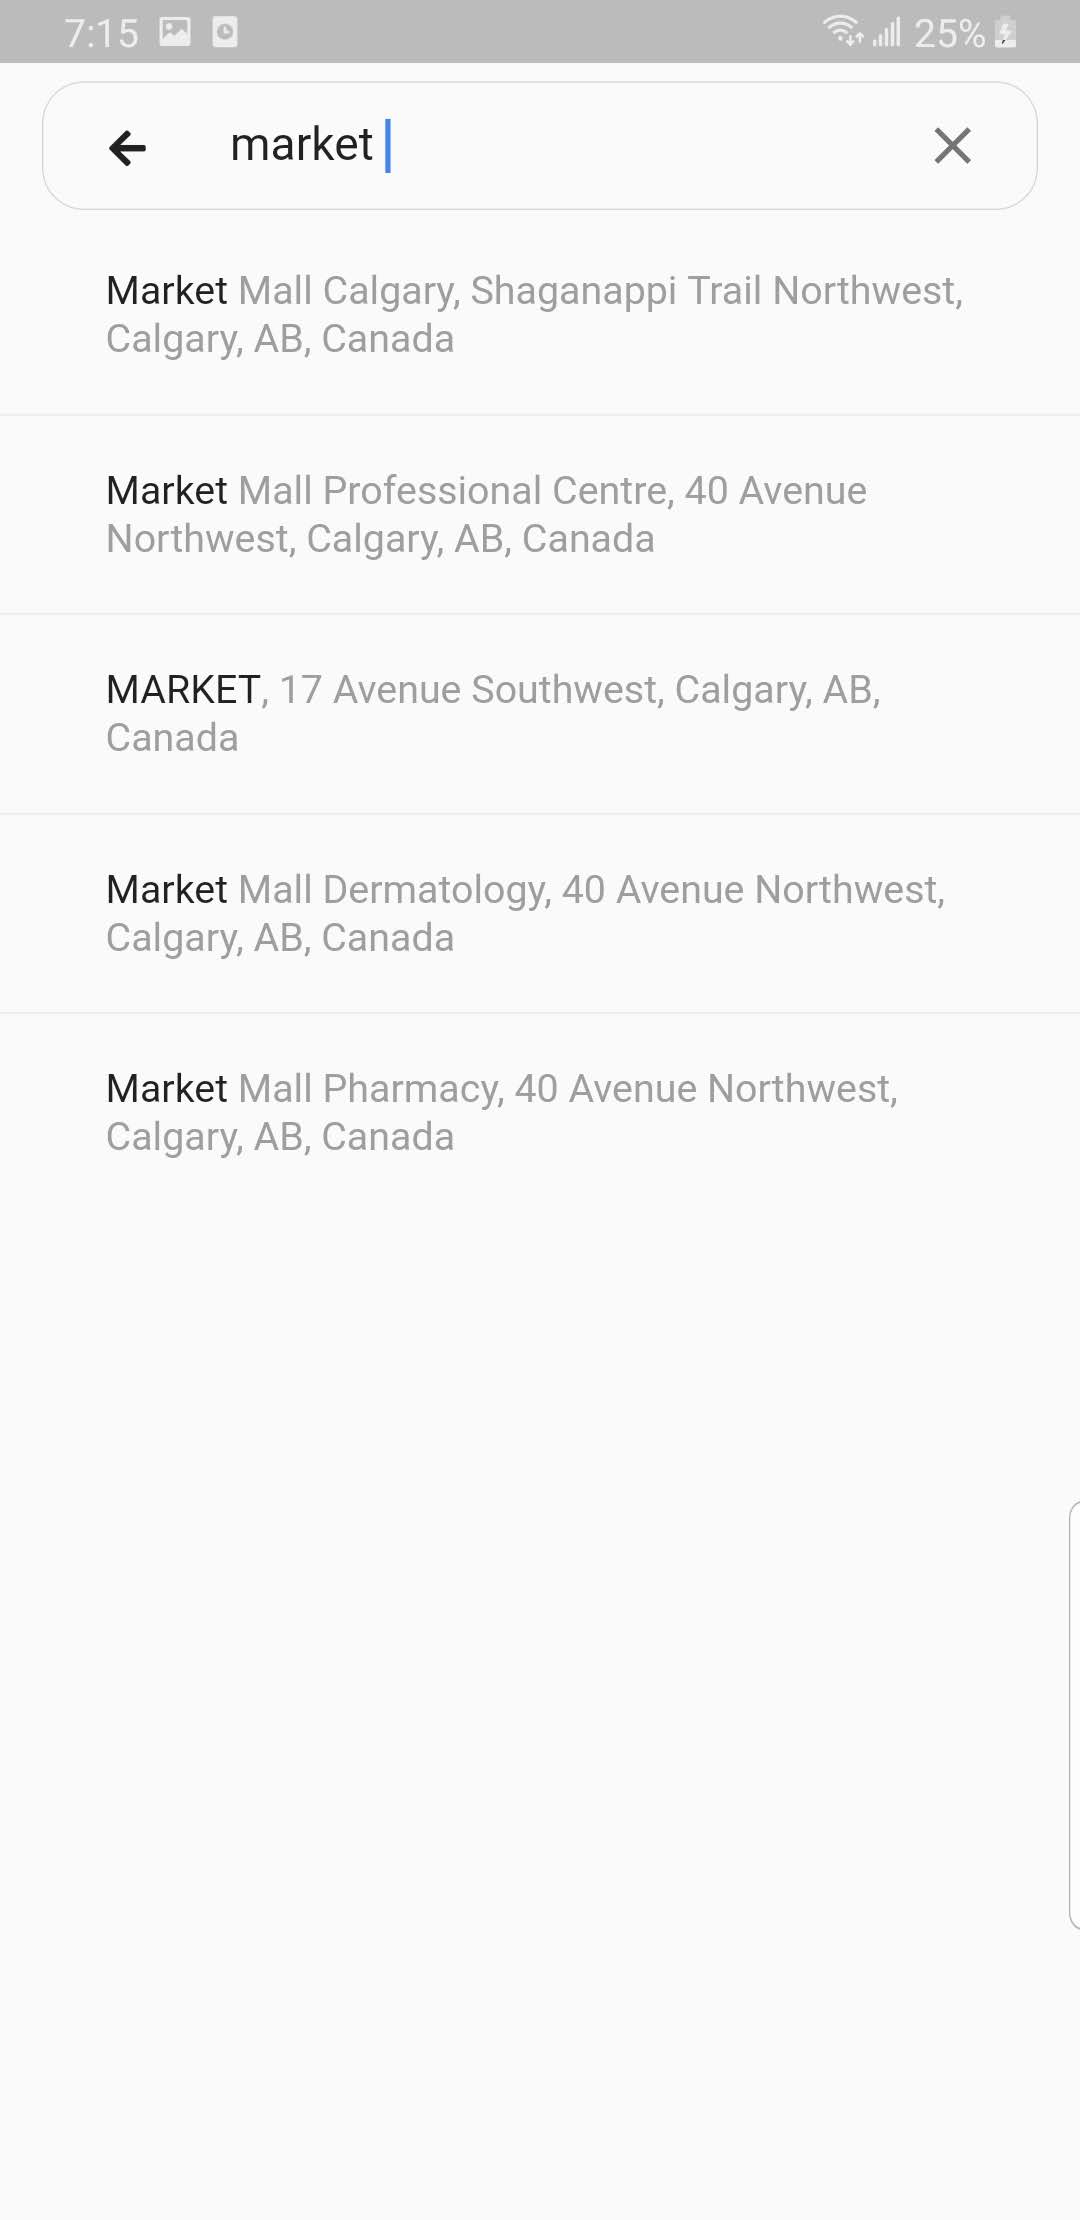 7:15 25%
market
Market Mall Calgary, Shaganappi Trail Northwest,
Calgary, AB, Canada
Market Mall Professional Centre, 40 Avenue
Northwest, Calgary, AB, Canada
MARKET, 17 Avenue Southwest, Calgary, AB,
Canada
Market Mall Dermatology, 40 Avenue Northwest,
Calgary, AB, Canada
Market Mall Pharmacy, 40 Avenue Northwest,
Calgary, AB, Canada